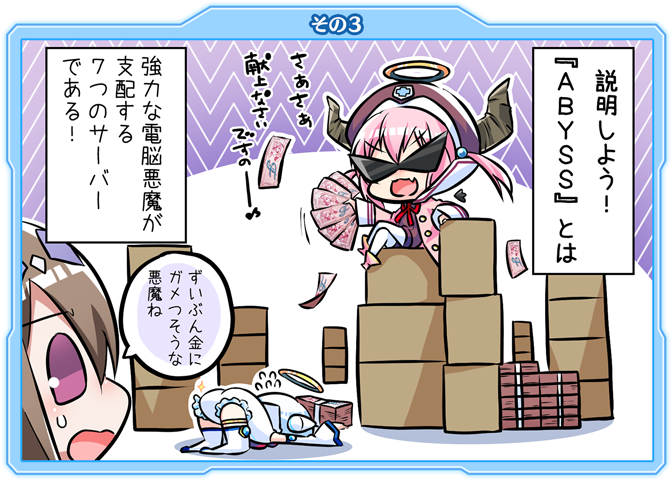 その3
説明しよう！
『ABYSS』とは
さあさあ
献上なさい
ですのー♪
強力な電脳悪魔が
支配する
7つのサーバー
である！
ずいぶん金に
ガメつそうな
悪魔ね